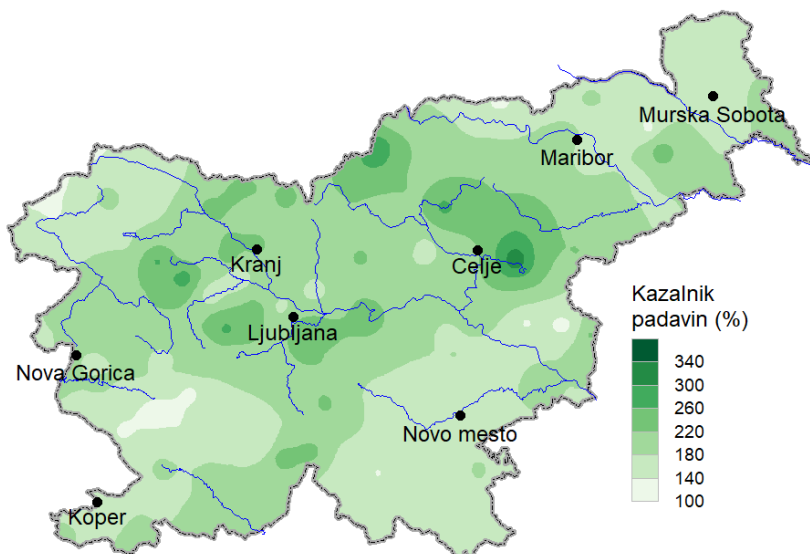 Murska Sobota
Maribor
Kranj
Celje
Ljubljana
Nova Gorica
Novo mesto
Koper
Kazalnik
padavin (%)
340
300
260
220
180
140
100